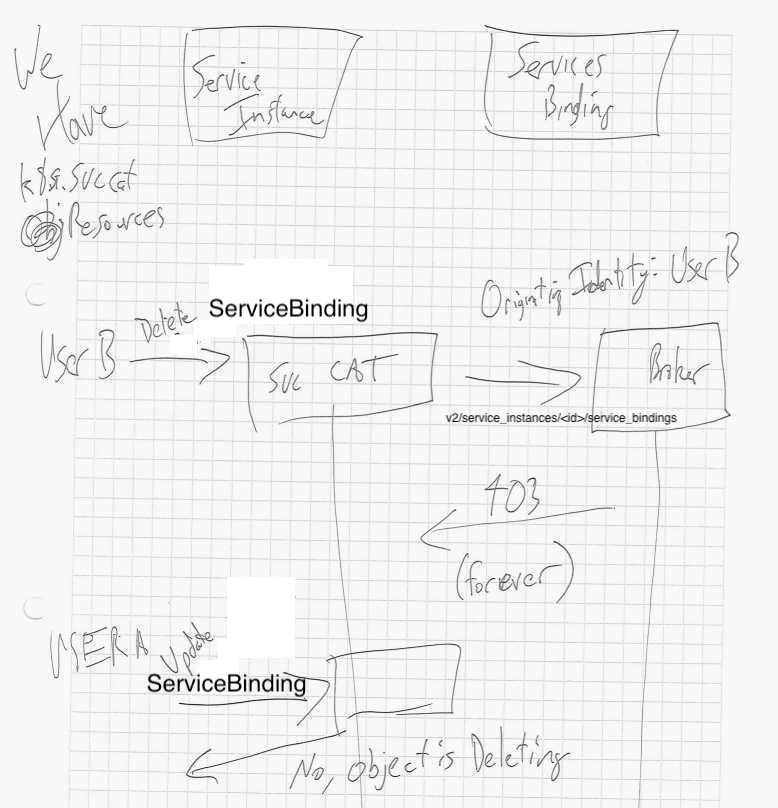 We
Have
k8s.svccat
Resources
Service
Instance
Services
Binding
Originating Identity: User B
ServiceBinding
User B
Delete
SVC CAT
Broker
v2/service_instances/<id>/service_bindings
403
(forever)
USER A
Update
ServiceBinding
No, object is Deleting